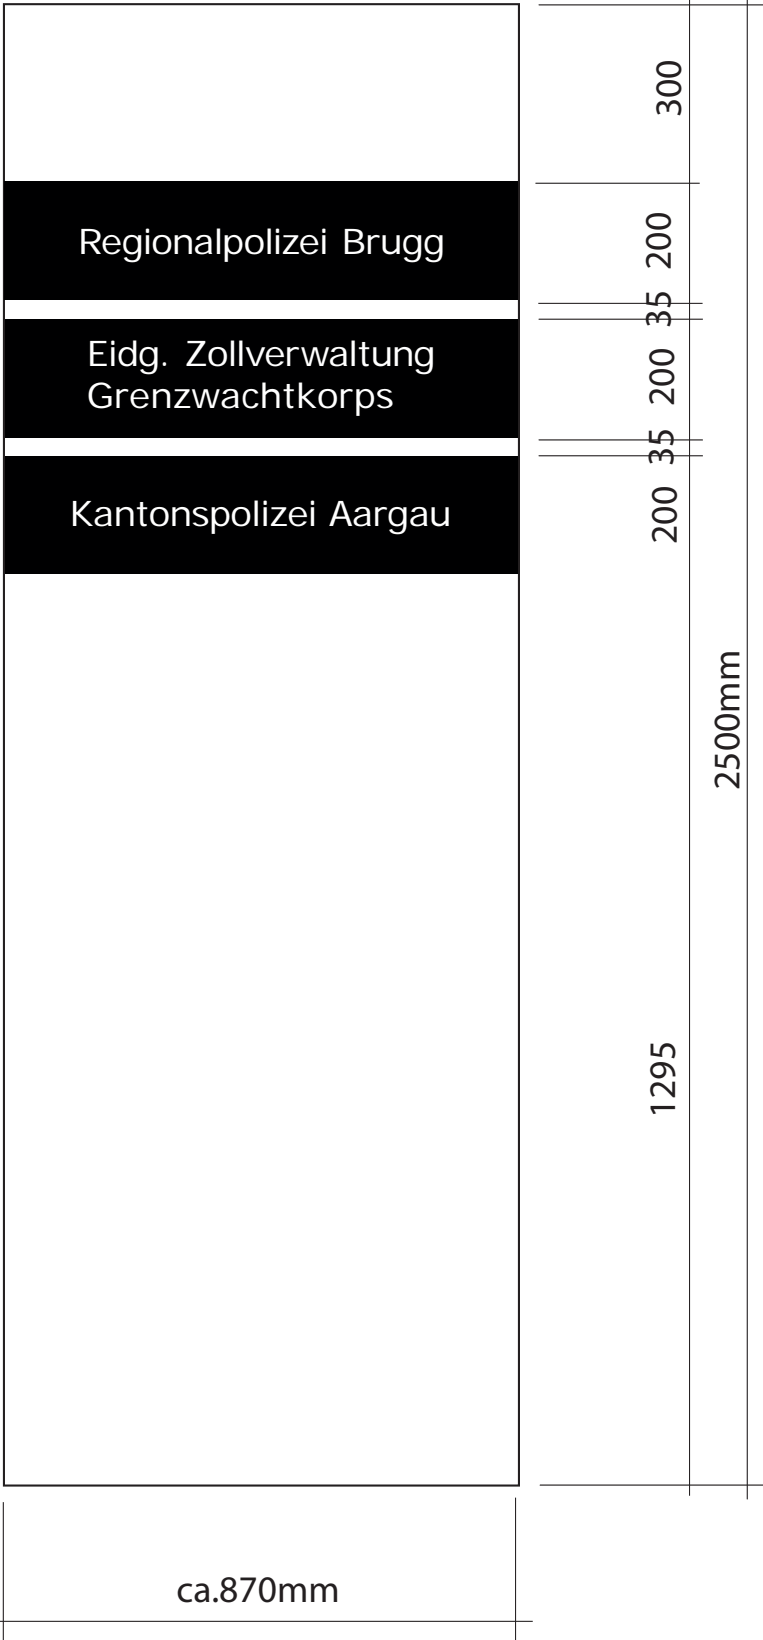 300
Regionalpolizei Brugg
200
35
Eidg. Zollverwaltung
Grenzwachtkorps
200
35
Kantonspolizei Aargau
200
2500mm
1295
ca.870mm